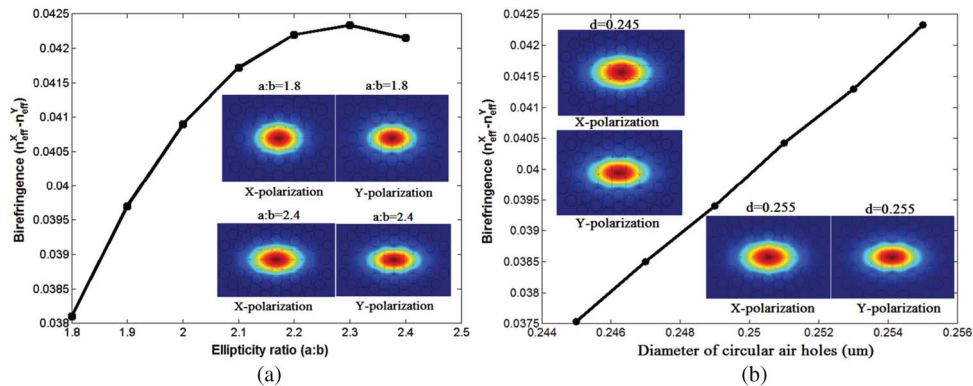 (a)
0.0425
0.042
0.0415
0.041
0.0405
0.04
0.0395
0.039
0.0385
0.038
Birefringence (n^X_eff-n^Y_eff)
a:b=1.8 a:b=1.8
X-polarization Y-polarization
a:b=2.4 a:b=2.4
X-polarization Y-polarization
1.8 1.9 2 2.1 2.2 2.3 2.4 2.5
Ellipticity ratio (a:b)
(a)
(b)
0.0425
0.042
0.0415
0.041
0.0405
0.04
0.0395
0.039
0.0385
0.038
0.0375
Birefringence (n^X_eff-n^Y_eff)
d=0.245
X-polarization
Y-polarization
d=0.255 d=0.255
X-polarization Y-polarization
0.244 0.246 0.248 0.25 0.252 0.254 0.256
Diameter of circular air holes (um)
(b)